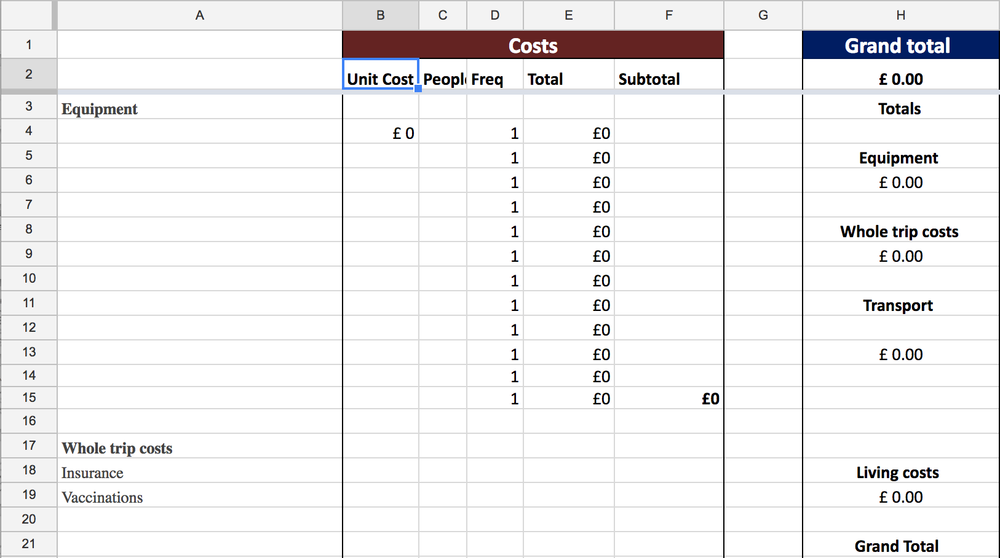 A B C D E F G H
1 Costs Grand total
2 Unit Cost Peopl Freq Total Subtotal £ 0.00
3 Equipment Totals
4 £ 0 1 £0
5 1 £0 Equipment
6 1 £0 £ 0.00
7 1 £0
8 1 £0 Whole trip costs
9 1 £0 £ 0.00
10 1 £0
11 1 £0 Transport
12 1 £0
13 1 £0 £ 0.00
14 1 £0
15 1 £0 £0
16
17 Whole trip costs
18 Insurance Living costs
19 Vaccinations £ 0.00
20
21 Grand Total